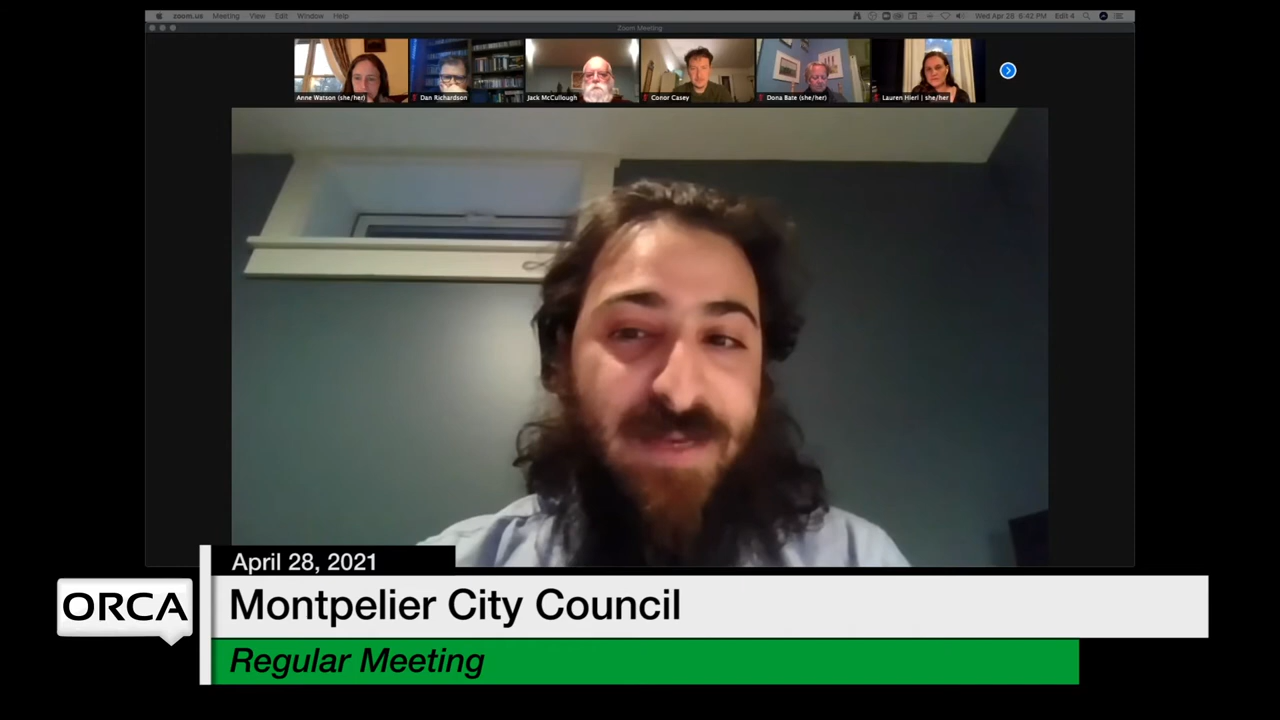 zoom.us Meeting View Edit Window Help Wed Apr 28 6:42 PM Edit 4
Zoom Meeting
Anne Watson (she/her) Dan Richardson Jack McCullough Conor Casey Dona Bate (she/her) Lauren Hierl | she/her
April 28, 2021
ORCA Montpelier City Council
Regular Meeting